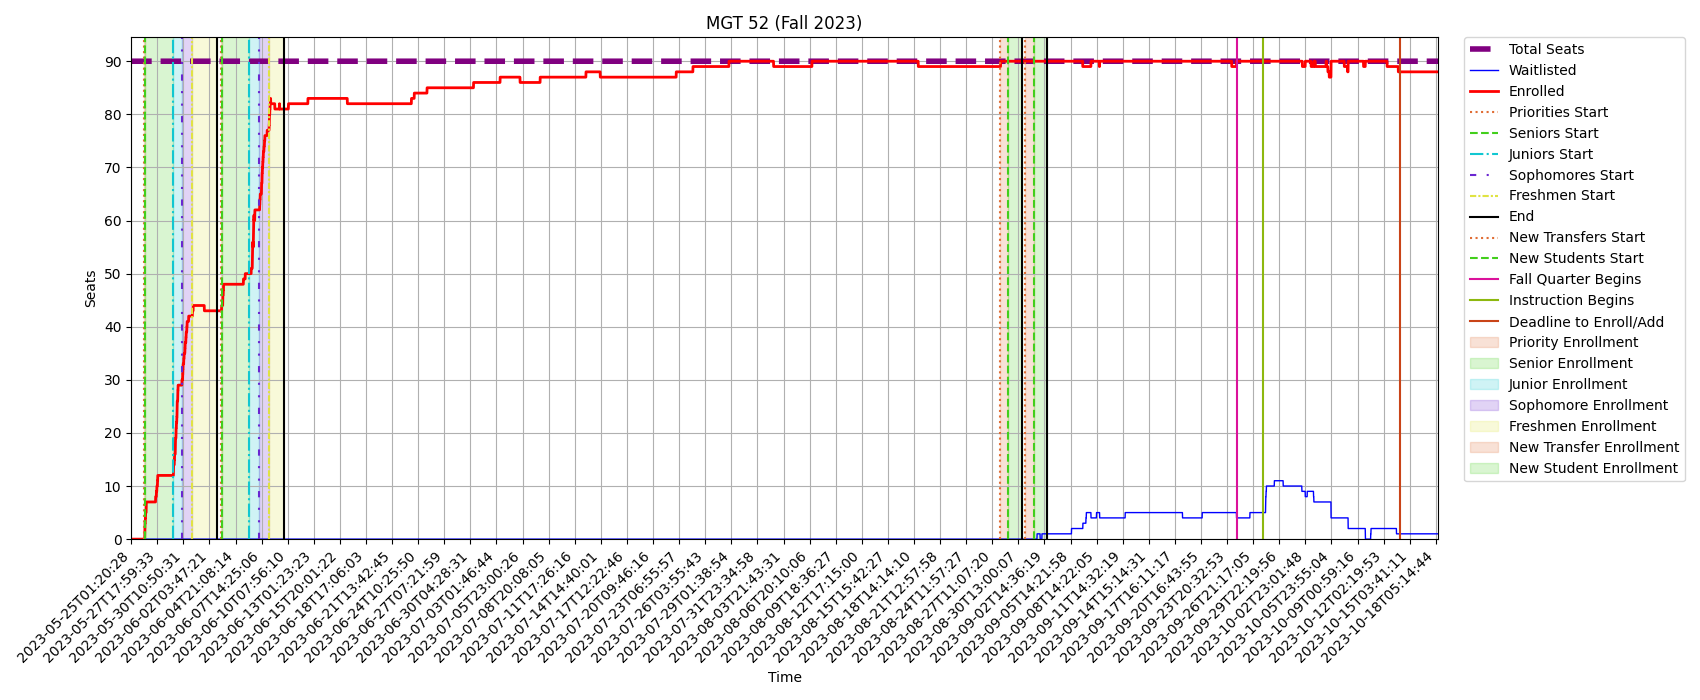 MGT 52 (Fall 2023)
Seats
90
80
70
60
50
40
30
20
10
0
2023-05-25T01:20:28
2023-05-27T17:59:33
2023-05-30T10:50:31
2023-06-02T03:47:21
2023-06-04T21:08:14
2023-06-07T14:25:06
2023-06-10T07:56:10
2023-06-13T01:23:23
2023-06-15T20:01:22
2023-06-18T17:06:03
2023-06-21T13:42:45
2023-06-24T10:25:50
2023-06-27T07:21:59
2023-06-30T04:28:31
2023-07-03T01:46:44
2023-07-05T23:00:26
2023-07-08T20:08:05
2023-07-11T17:26:16
2023-07-14T14:40:01
2023-07-17T12:22:46
2023-07-20T09:46:16
2023-07-23T06:55:57
2023-07-26T03:55:43
2023-07-29T01:38:54
2023-07-31T23:34:58
2023-08-03T21:43:31
2023-08-06T20:10:06
2023-08-09T18:36:27
2023-08-12T17:15:00
2023-08-15T15:42:27
2023-08-18T14:14:10
2023-08-21T12:57:58
2023-08-24T11:57:27
2023-08-27T11:07:20
2023-08-30T13:00:07
2023-09-02T14:36:19
2023-09-05T14:21:58
2023-09-08T14:22:05
2023-09-11T14:32:19
2023-09-14T15:14:31
2023-09-17T16:11:17
2023-09-20T16:43:55
2023-09-23T20:32:53
2023-09-26T21:17:05
2023-09-29T22:19:56
2023-10-02T23:01:48
2023-10-05T23:55:04
2023-10-09T00:59:16
2023-10-12T02:19:53
2023-10-15T03:41:11
2023-10-18T05:14:44
Time
Total Seats
Waitlisted
Enrolled
Priorities Start
Seniors Start
Juniors Start
Sophomores Start
Freshmen Start
End
New Transfers Start
New Students Start
Fall Quarter Begins
Instruction Begins
Deadline to Enroll/Add
Priority Enrollment
Senior Enrollment
Junior Enrollment
Sophomore Enrollment
Freshmen Enrollment
New Transfer Enrollment
New Student Enrollment